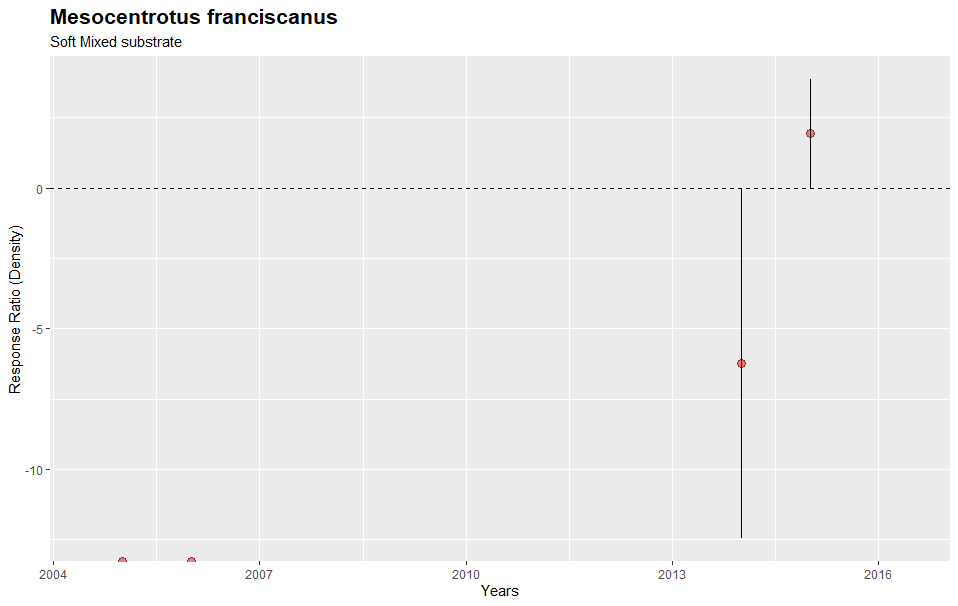 Mesocentrotus franciscanus
Soft Mixed substrate
Response Ratio (Density)
0
-5
-10
2004
2007
2010
2013
2016
Years